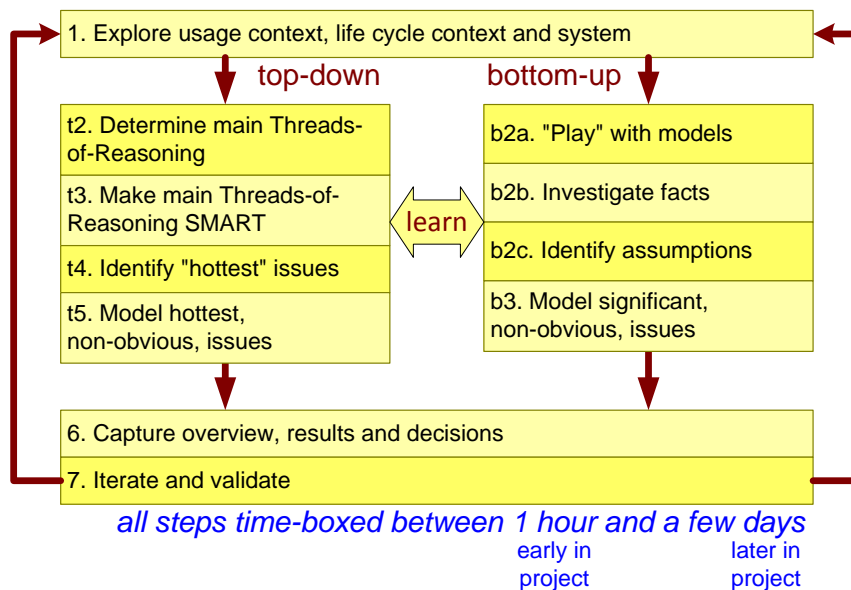 1. Explore usage context, life cycle context and system
top-down
bottom-up
t2. Determine main Threads-
of-Reasoning
t3. Make main Threads-of-
Reasoning SMART
t4. Identify "hottest" issues
t5. Model hottest,
non-obvious, issues
learn
b2a. "Play" with models
b2b. Investigate facts
b2c. Identify assumptions
b3. Model significant,
non-obvious, issues
6. Capture overview, results and decisions
7. Iterate and validate
all steps time-boxed between 1 hour and a few days
early in
project
later in
project